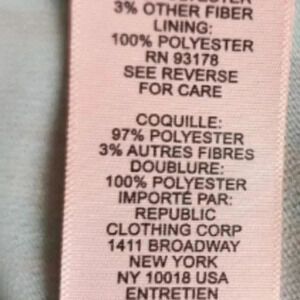 3% OTHER FIBER
LINING:
100% POLYESTER
RN 93178
SEE REVERSE
FOR CARE
COQUILLE:
97% POLYESTER
3% AUTRES FIBRES
DOUBLURE:
100% POLYESTER
IMPORTÉ PAR:
REPUBLIC
CLOTHING CORP
1411 BROADWAY
NEW YORK
NY 10018 USA
ENTRETIEN